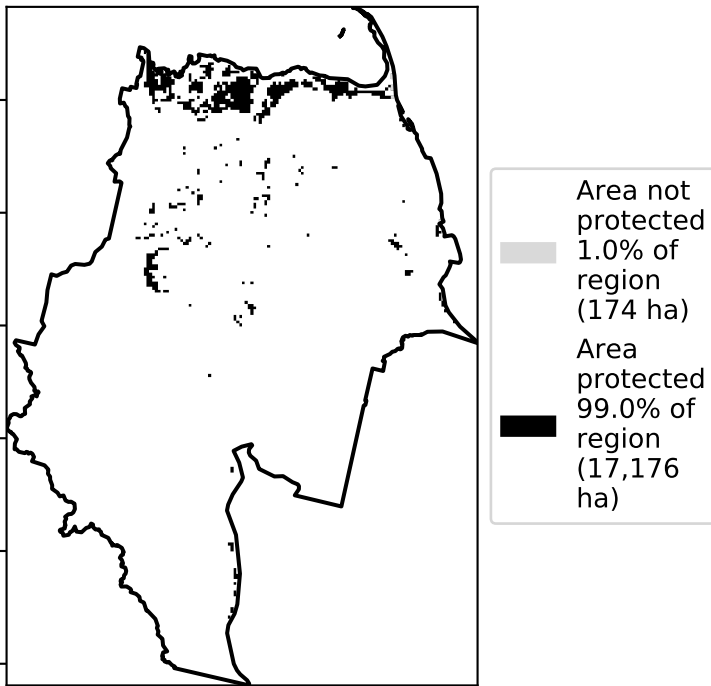 Area not
protected
1.0% of
region
(174 ha)
Area
protected
99.0% of
region
(17,176
ha)